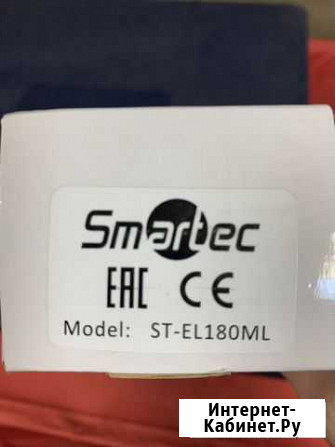 Smartec
EAC CE
Model: ST-EL180ML
Интернет-
Кабинет.Ру